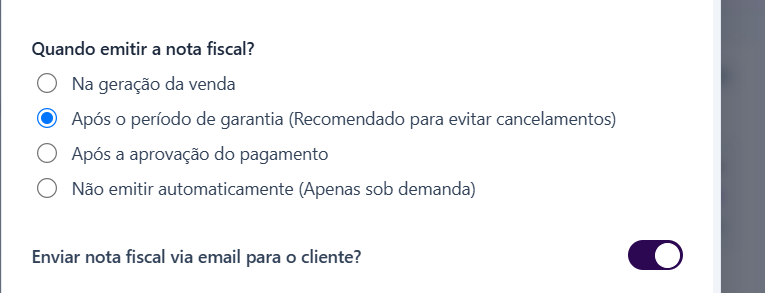 Quando emitir a nota fiscal?
Na geração da venda
Após o período de garantia (Recomendado para evitar cancelamentos)
Após a aprovação do pagamento
Não emitir automaticamente (Apenas sob demanda)
Enviar nota fiscal via email para o cliente?